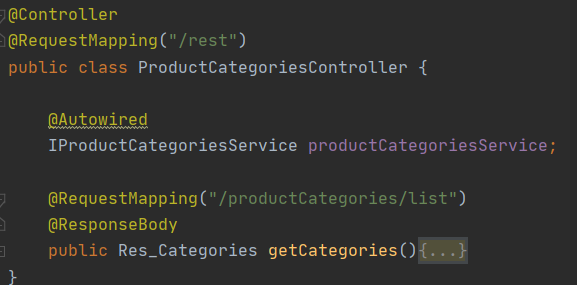 @Controller
@RequestMapping("/rest")
public class ProductCategoriesController {
@Autowired
IProductCategoriesService productCategoriesService;
@RequestMapping("/productCategories/list")
@ResponseBody
public Res_Categories getCategories(){...}
}